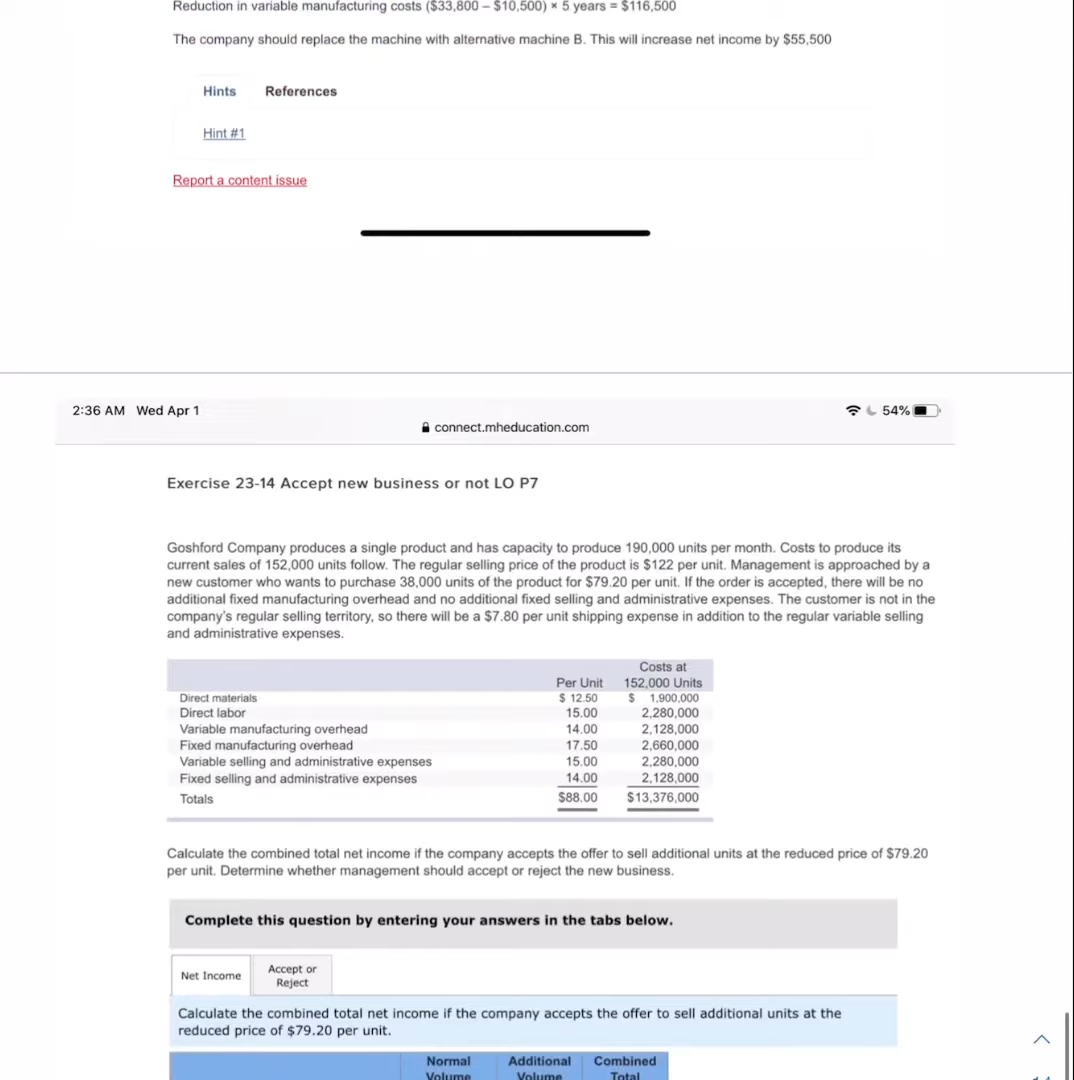 Reduction in variable manufacturing costs ($33,800 – $10,500) × 5 years = $116,500
The company should replace the machine with alternative machine B. This will increase net income by $55,500
Hints References
Hint #1
Report a content issue
2:36 AM Wed Apr 1 54%
connect.mheducation.com
Exercise 23-14 Accept new business or not LO P7
Goshford Company produces a single product and has capacity to produce 190,000 units per month. Costs to produce its
current sales of 152,000 units follow. The regular selling price of the product is $122 per unit. Management is approached by a
new customer who wants to purchase 38,000 units of the product for $79.20 per unit. If the order is accepted, there will be no
additional fixed manufacturing overhead and no additional fixed selling and administrative expenses. The customer is not in the
company's regular selling territory, so there will be a $7.80 per unit shipping expense in addition to the regular variable selling
and administrative expenses.
Costs at
Per Unit 152,000 Units
Direct materials $ 12.50 $ 1,900,000
Direct labor 15.00 2,280,000
Variable manufacturing overhead 14.00 2,128,000
Fixed manufacturing overhead 17.50 2,660,000
Variable selling and administrative expenses 15.00 2,280,000
Fixed selling and administrative expenses 14.00 2,128,000
Totals $88.00 $13,376,000
Calculate the combined total net income if the company accepts the offer to sell additional units at the reduced price of $79.20
per unit. Determine whether management should accept or reject the new business.
Complete this question by entering your answers in the tabs below.
Net Income Accept or
Reject
Calculate the combined total net income if the company accepts the offer to sell additional units at the
reduced price of $79.20 per unit.
Normal Additional Combined
Volume Volume Total